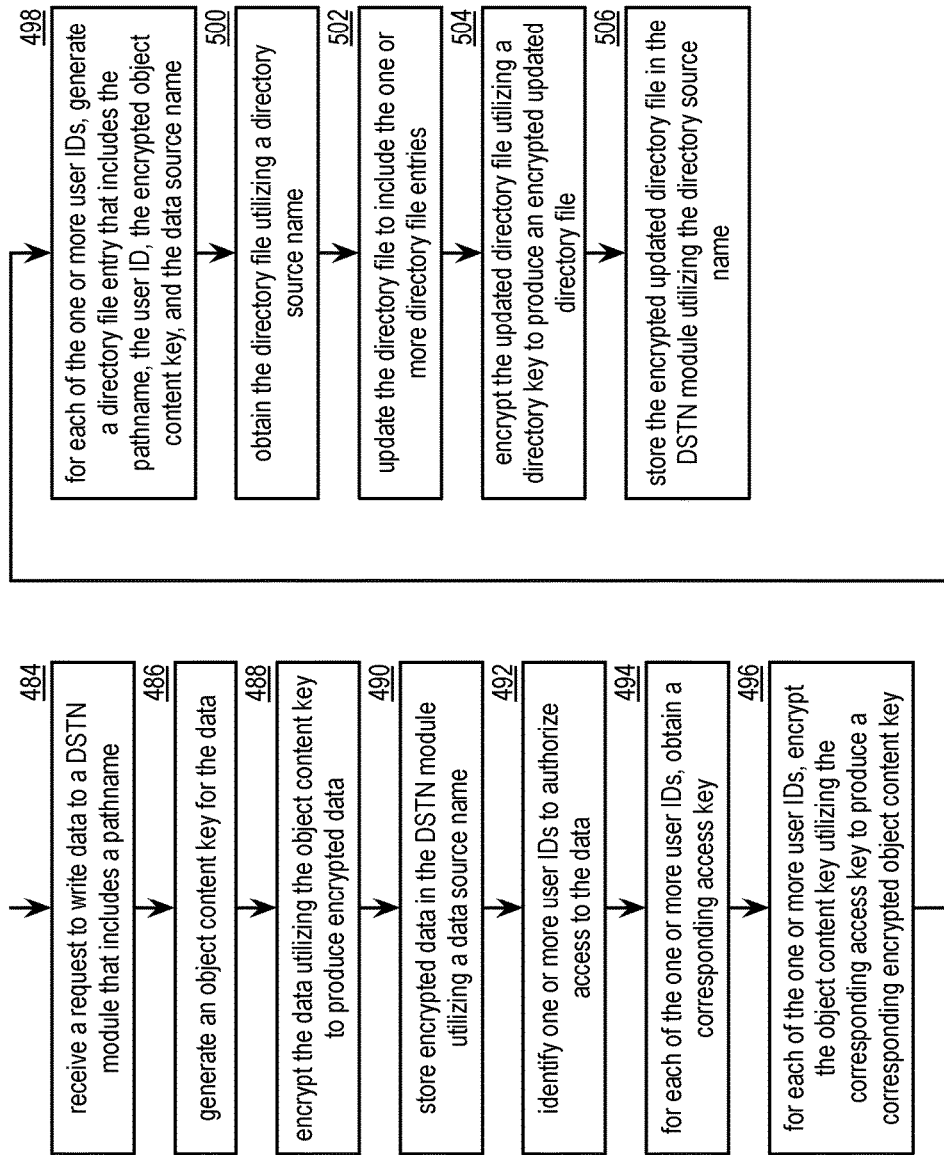 484
receive a request to write data to a DSTN
module that includes a pathname
486
generate an object content key for the data
488
encrypt the data utilizing the object content key
to produce encrypted data
490
store encrypted data in the DSTN module
utilizing a data source name
492
identify one or more user IDs to authorize
access to the data
494
for each of the one or more user IDs, obtain a
corresponding access key
496
for each of the one or more user IDs, encrypt
the object content key utilizing the
corresponding access key to produce a
corresponding encrypted object content key
498
for each of the one or more user IDs, generate
a directory file entry that includes the
pathname, the user ID, the encrypted object
content key, and the data source name
500
obtain the directory file utilizing a directory
source name
502
update the directory file to include the one or
more directory file entries
504
encrypt the updated directory file utilizing a
directory key to produce an encrypted updated
directory file
506
store the encrypted updated directory file in the
DSTN module utilizing the directory source
name